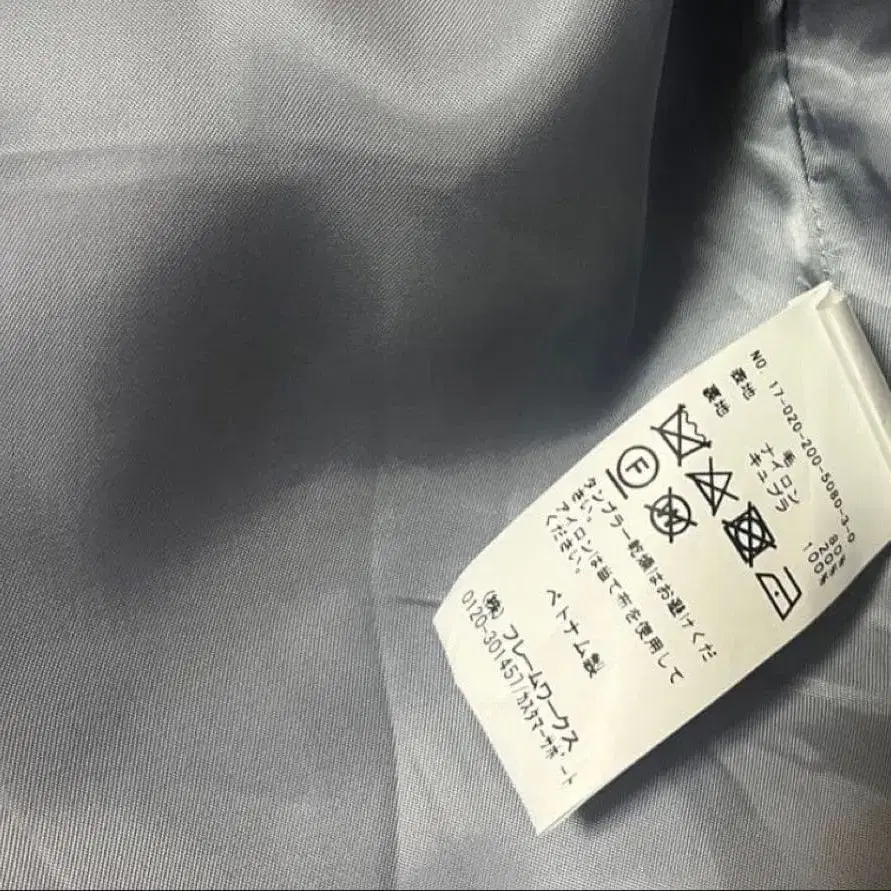 NO. 17-020-200-5080-3-0
表地 毛 80%
ナイロン 20%
裏地 キュプラ 100%
F
W
タンブラー乾燥はお避けくだ
さい。
アイロンは当て布を使用して
ください。
ベトナム製
(株)フレームワークス
0120-301457/カスタマーサポート